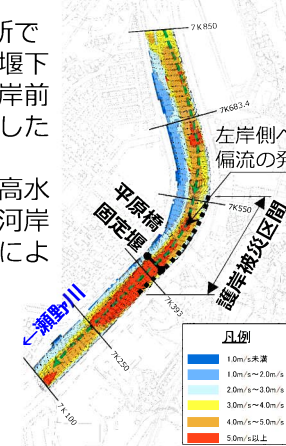 所で
堰下
岸前
した
高水
河岸
によ
7K850
7K683.4
左岸側へ
偏流の発
7K550
平原橋
固定堰
護岸被災区間
7K393
←瀬野川
7K250
7K100
凡例
1.0m/s未満
1.0m/s～2.0m/s
2.0m/s～3.0m/s
3.0m/s～4.0m/s
4.0m/s～5.0m/s
5.0m/s以上